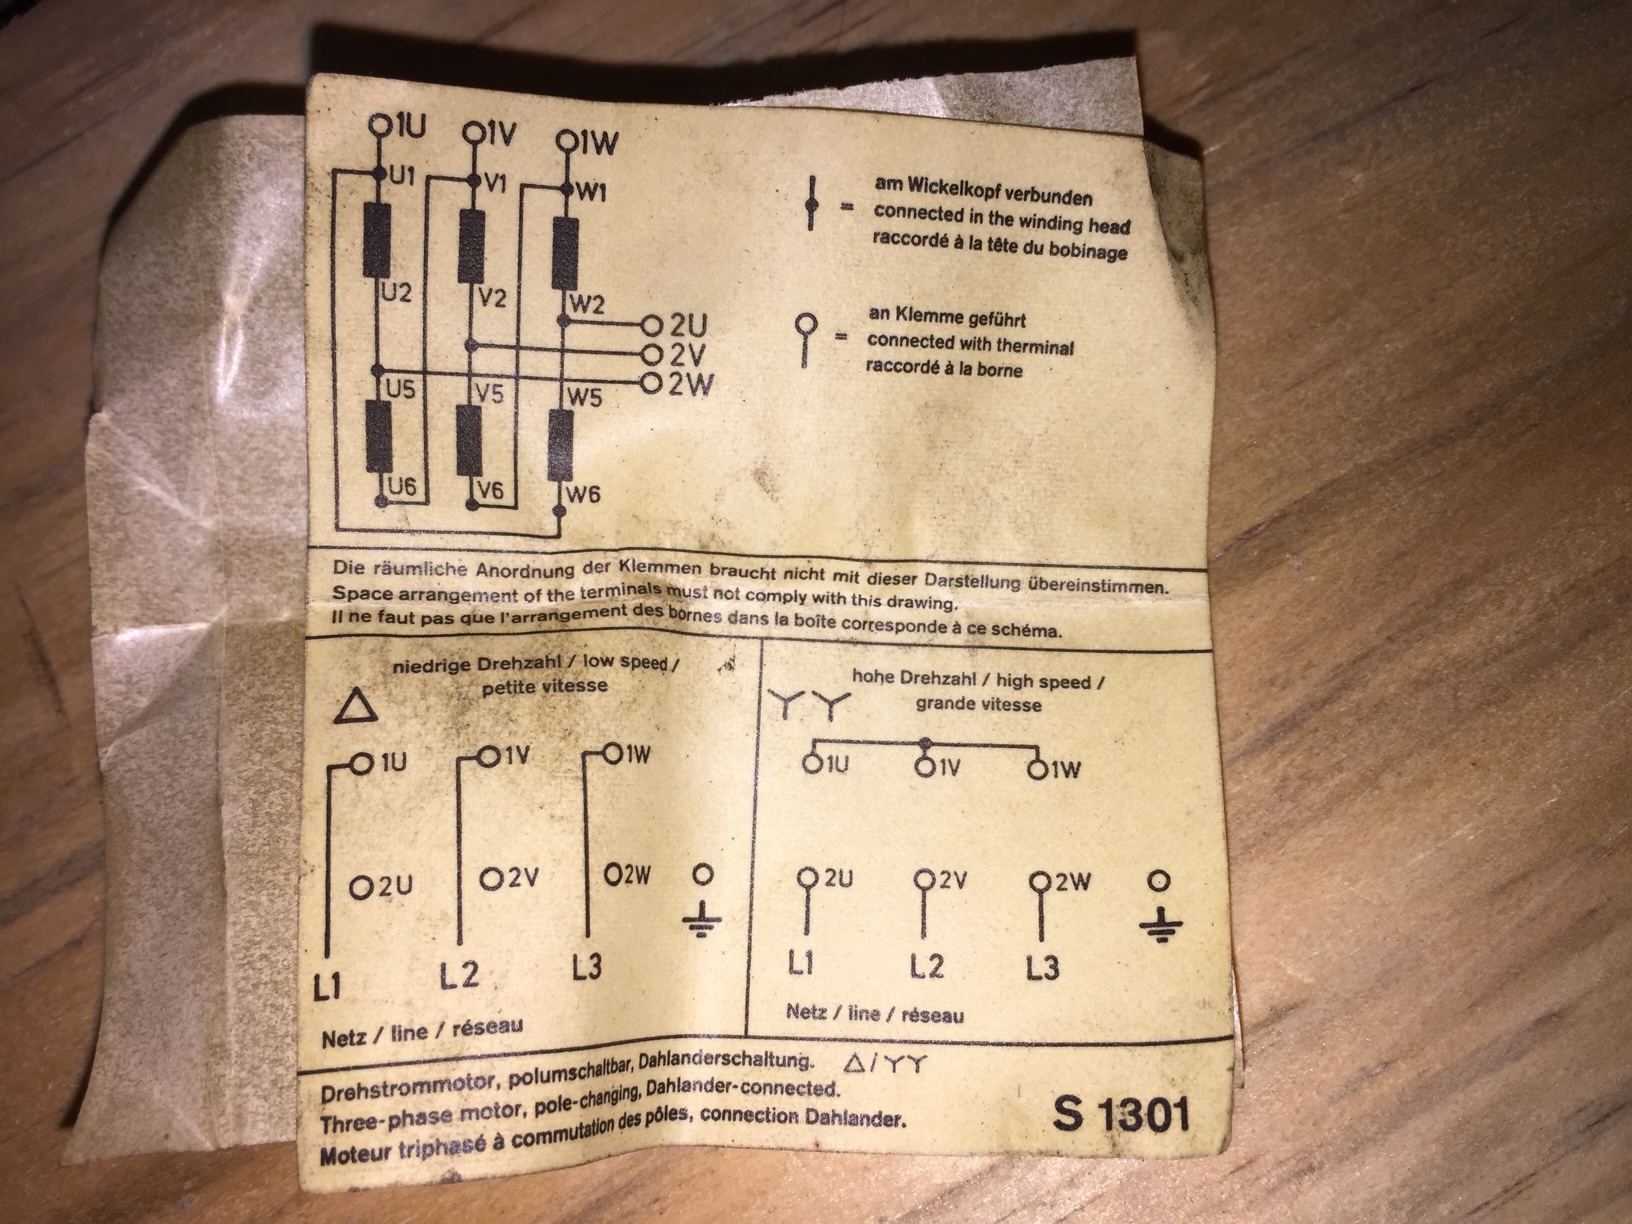 1U 1V 1W
U1 V1 W1
U2 V2 W2
2U
2V
2W
U5 V5 W5
U6 V6 W6
= am Wickelkopf verbunden
connected in the winding head
raccordé à la tête du bobinage
= an Klemme geführt
connected with therminal
raccordé à la borne
Die räumliche Anordnung der Klemmen braucht nicht mit dieser Darstellung übereinstimmen.
Space arrangement of the terminals must not comply with this drawing.
Il ne faut pas que l'arrangement des bornes dans la boîte corresponde à ce schéma.
niedrige Drehzahl / low speed /
petite vitesse
△
1U 1V 1W
2U 2V 2W
L1 L2 L3
Netz / line / réseau
hohe Drehzahl / high speed /
grande vitesse
YY
1U 1V 1W
2U 2V 2W
L1 L2 L3
Netz / line / réseau
Drehstrommotor, polumschaltbar, Dahlanderschaltung. △/YY
Three-phase motor, pole-changing, Dahlander-connected.
Moteur triphasé à commutation des pôles, connection Dahlander.
S 1301